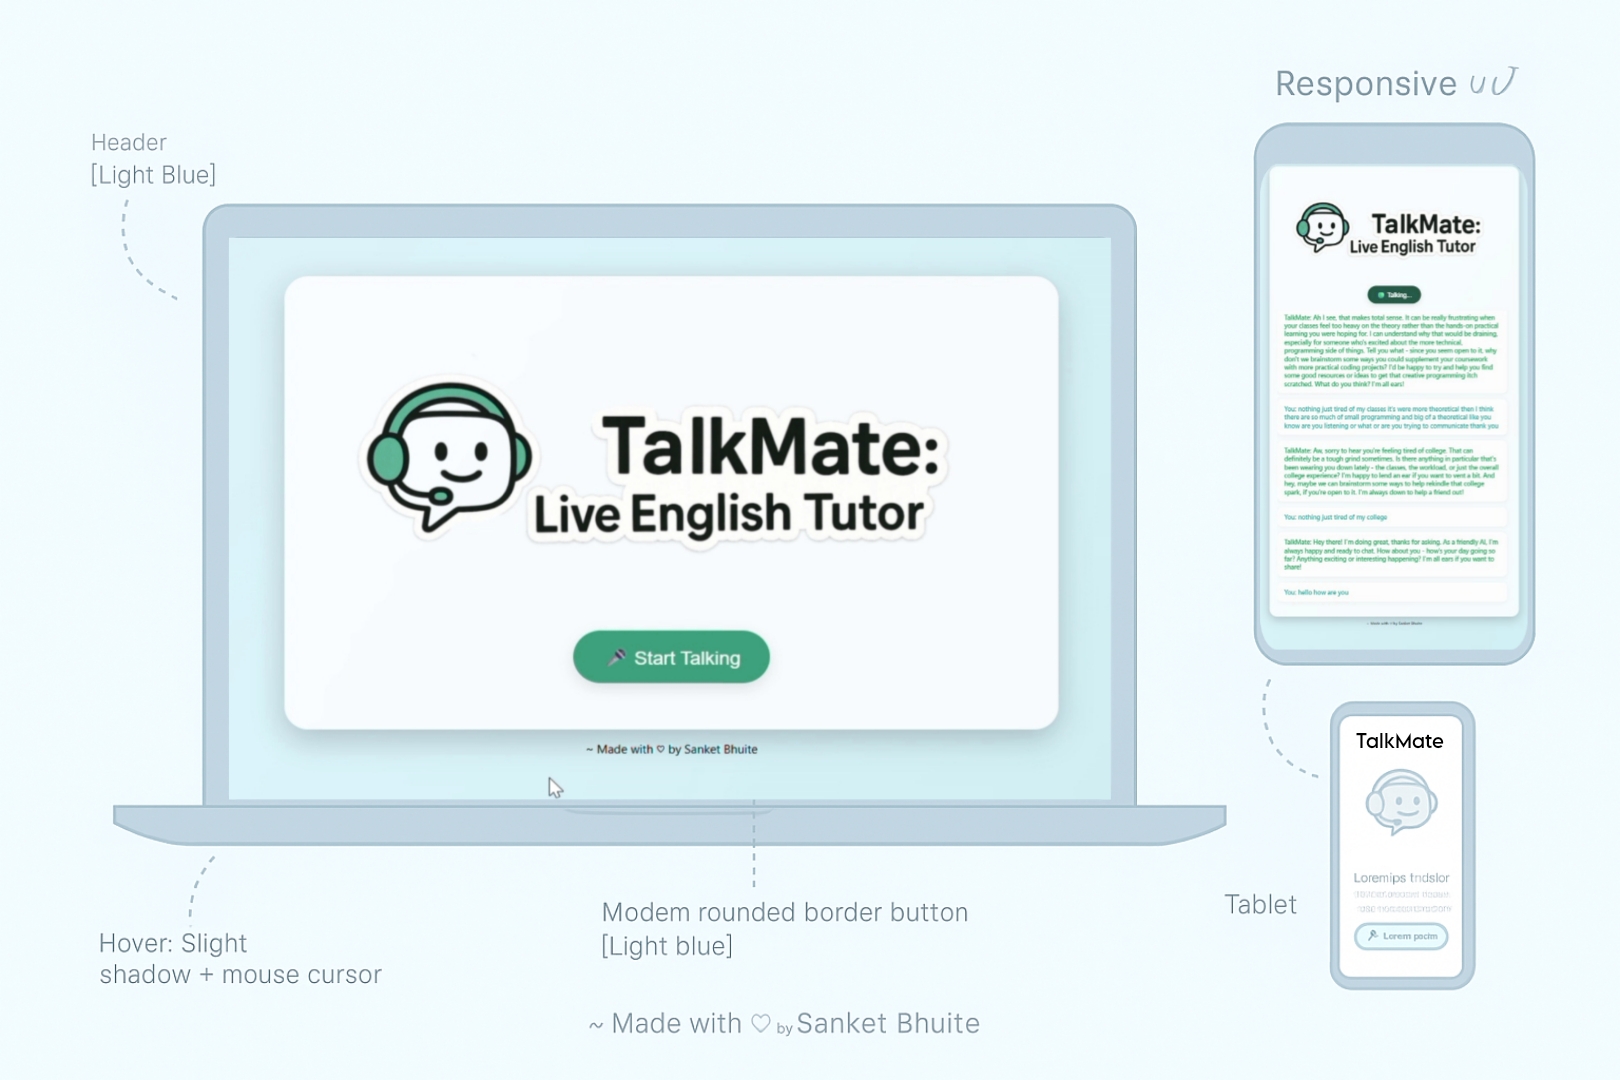 Responsive
Header
[Light Blue]
TalkMate:
Live English Tutor
Start Talking
~ Made with ♡ by Sanket Bhuite
Hover: Slight
shadow + mouse cursor
Modem rounded border button
[Light blue]
~ Made with ♡ by Sanket Bhuite
TalkMate:
Live English Tutor
Talking...
TalkMate: Ah I see, that makes total sense. It can be really frustrating when
your classes feel too heavy on the theory rather than the hands-on practical
learning you were hoping for. I can understand why that would be draining,
especially for someone who's excited about the more technical,
programming side of things. Tell you what - since you seem open to it, why
don't we brainstorm some ways you could supplement your coursework
with more practical coding projects? I'd be happy to try and help you find
some good resources or ideas to get that creative programming itch
scratched. What do you think? I'm all ears!
You: nothing just tired of my classes it's were more theoretical then I think
there are so much of small programming and big of a theoretical like you
know are you listening or what or are you trying to communicate thank you
TalkMate: Aw, sorry to hear you're feeling tired of college. That can
definitely be a tough grind sometimes. Is there anything in particular that's
been wearing you down lately - the classes, the workload, or just the overall
college experience? I'm happy to lend an ear if you want to vent a bit. And
hey, maybe we can brainstorm some ways to help rekindle that college
spark, if you're open to it. I'm always down to help a friend out!
You: nothing just tired of my college
TalkMate: Hey there! I'm doing great, thanks for asking. As a friendly AI, I'm
always happy and ready to chat. How about you - how's your day going so
far? Anything exciting or interesting happening? I'm all ears if you want to
share!
You: hello how are you
~ Made with ♡ by Sanket Bhuite
Tablet
TalkMate
Loremips tndslor
Lorem pscim